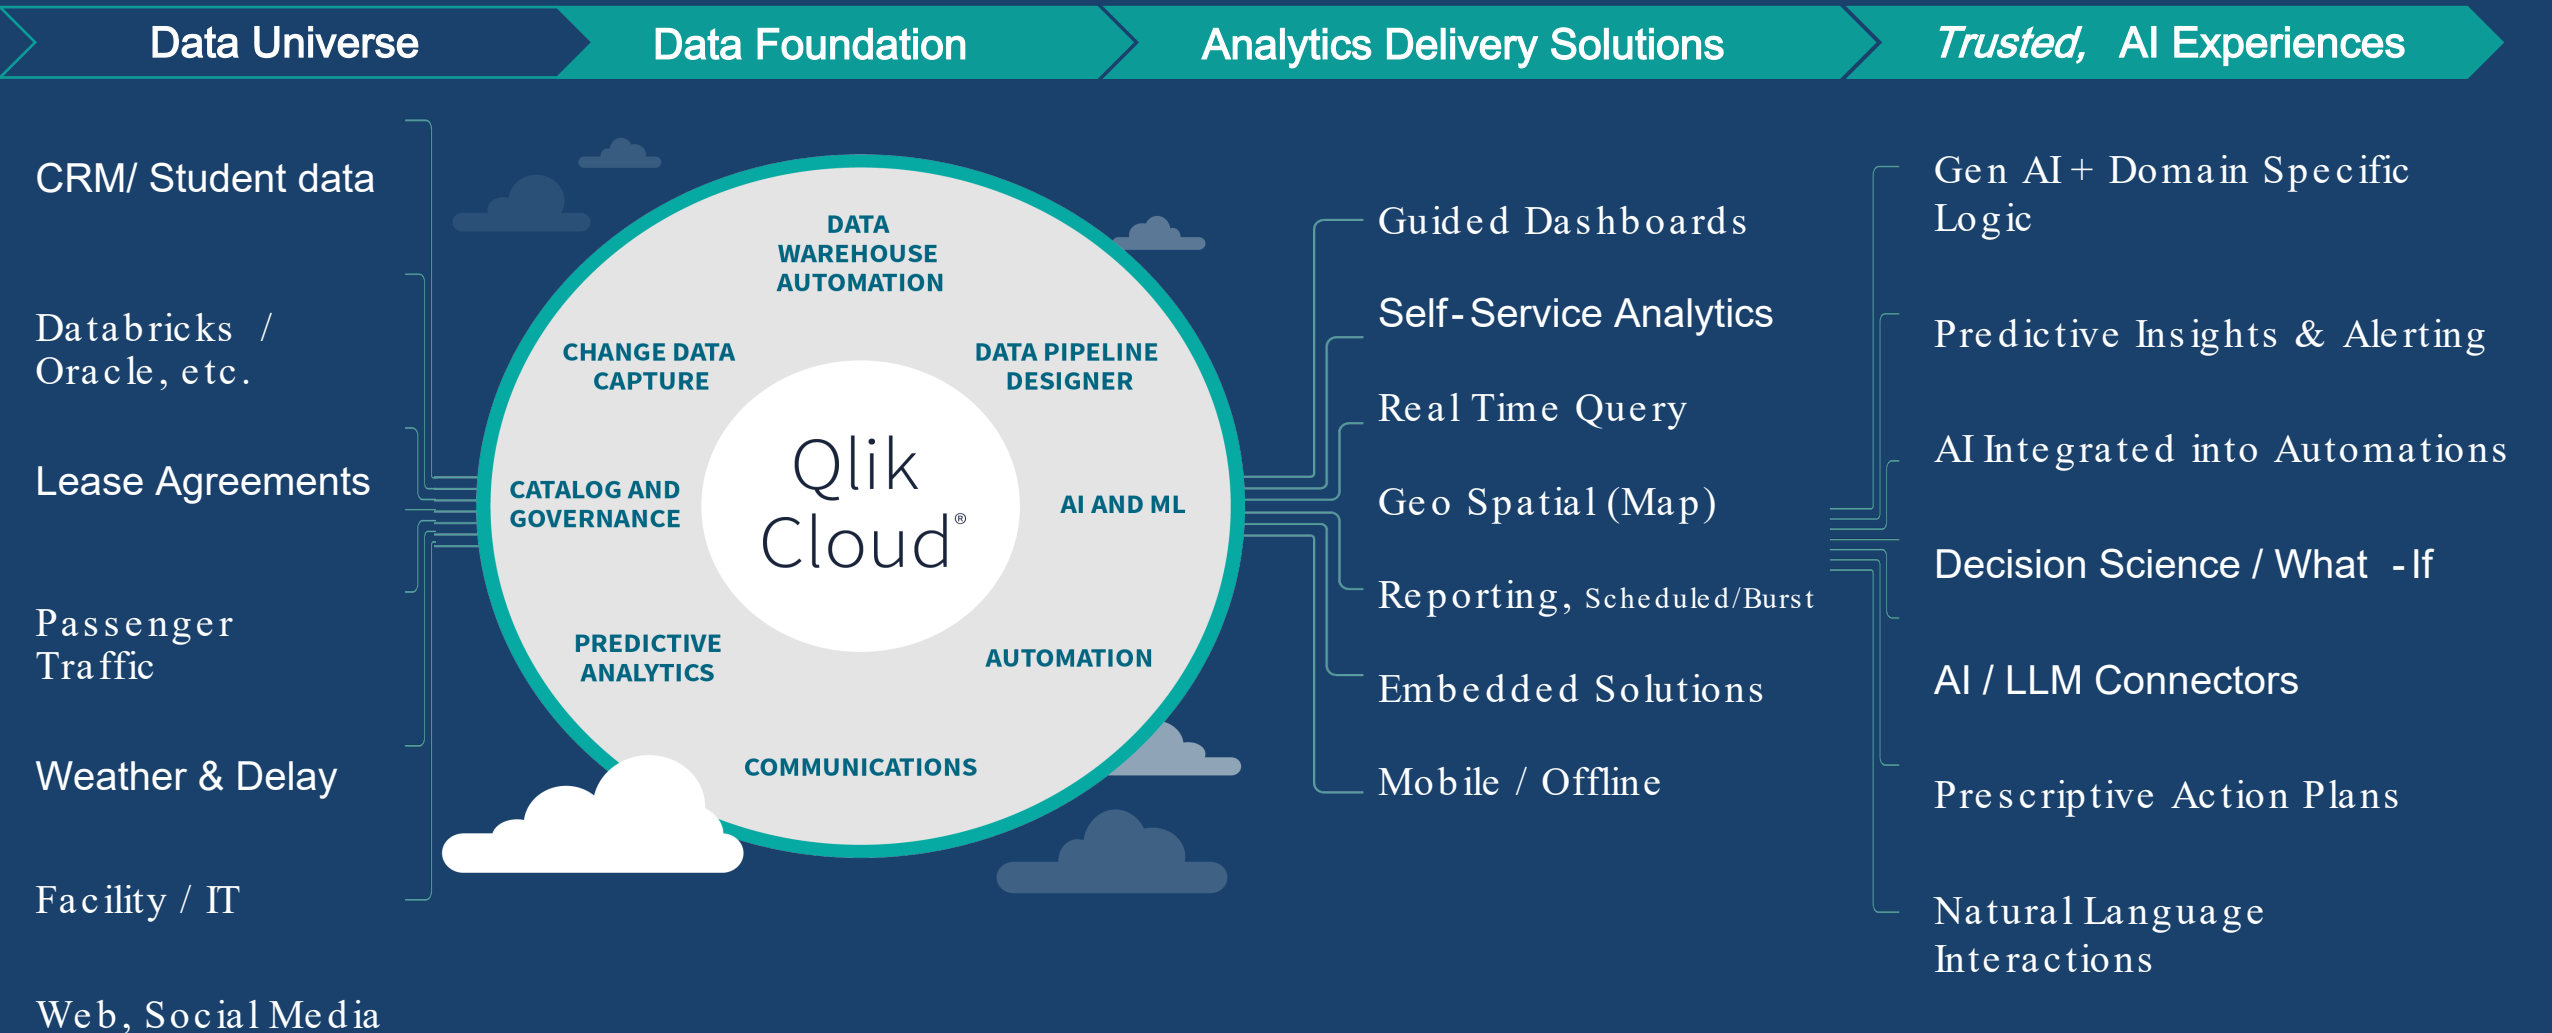 Data Universe
Data Foundation
Analytics Delivery Solutions
Trusted, AI Experiences
CRM/ Student data
Databricks /
Oracle, etc.
Lease Agreements
Passenger
Traffic
Weather & Delay
Facility / IT
Web, Social Media
DATA
WAREHOUSE
AUTOMATION
CHANGE DATA
CAPTURE
DATA PIPELINE
DESIGNER
CATALOG AND
GOVERNANCE
Qlik
Cloud®
AI AND ML
PREDICTIVE
ANALYTICS
AUTOMATION
COMMUNICATIONS
Guided Dashboards
Self-Service Analytics
Real Time Query
Geo Spatial (Map)
Reporting, Scheduled/Burst
Embedded Solutions
Mobile / Offline
Gen AI + Domain Specific
Logic
Predictive Insights & Alerting
AI Integrated into Automations
Decision Science / What -If
AI / LLM Connectors
Prescriptive Action Plans
Natural Language
Interactions